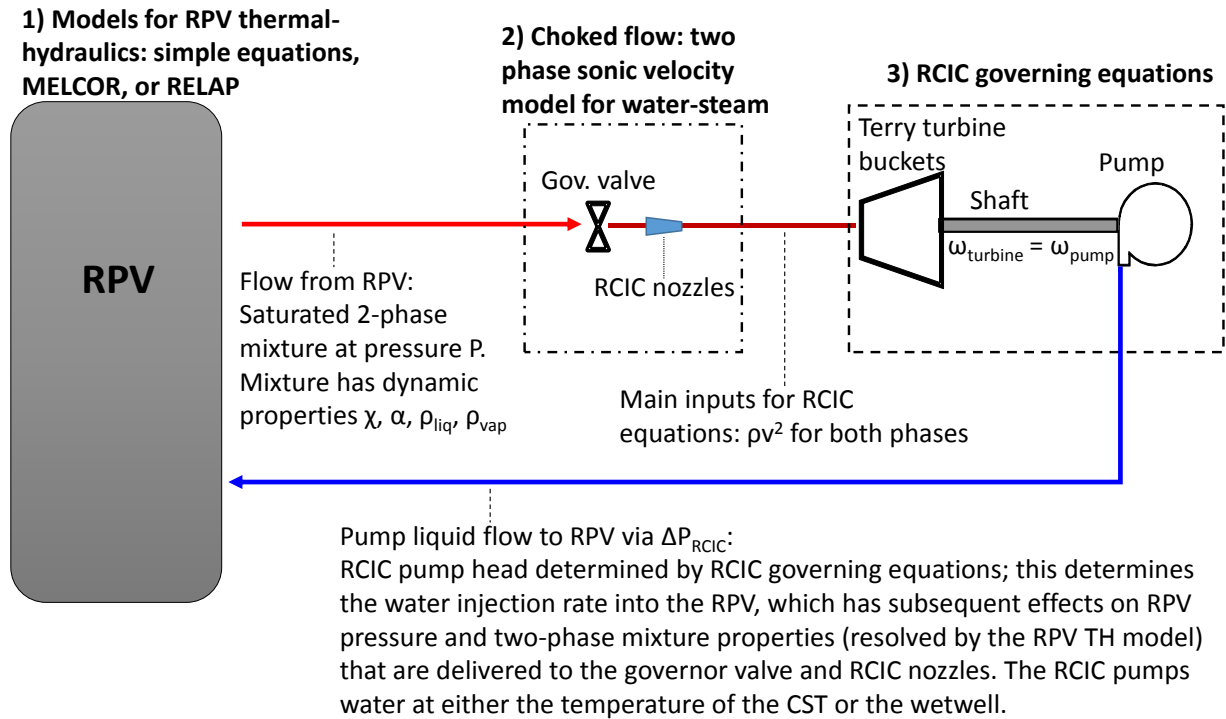 1) Models for RPV thermal-
hydraulics: simple equations,
MELCOR, or RELAP
2) Choked flow: two
phase sonic velocity
model for water-steam
3) RCIC governing equations
RPV
Gov. valve
RCIC nozzles
Terry turbine
buckets
Pump
Shaft
ω_turbine = ω_pump
Flow from RPV:
Saturated 2-phase
mixture at pressure P.
Mixture has dynamic
properties χ, α, ρ_liq, ρ_vap
Main inputs for RCIC
equations: ρv² for both phases
Pump liquid flow to RPV via ΔP_RCIC:
RCIC pump head determined by RCIC governing equations; this determines
the water injection rate into the RPV, which has subsequent effects on RPV
pressure and two-phase mixture properties (resolved by the RPV TH model)
that are delivered to the governor valve and RCIC nozzles. The RCIC pumps
water at either the temperature of the CST or the wetwell.